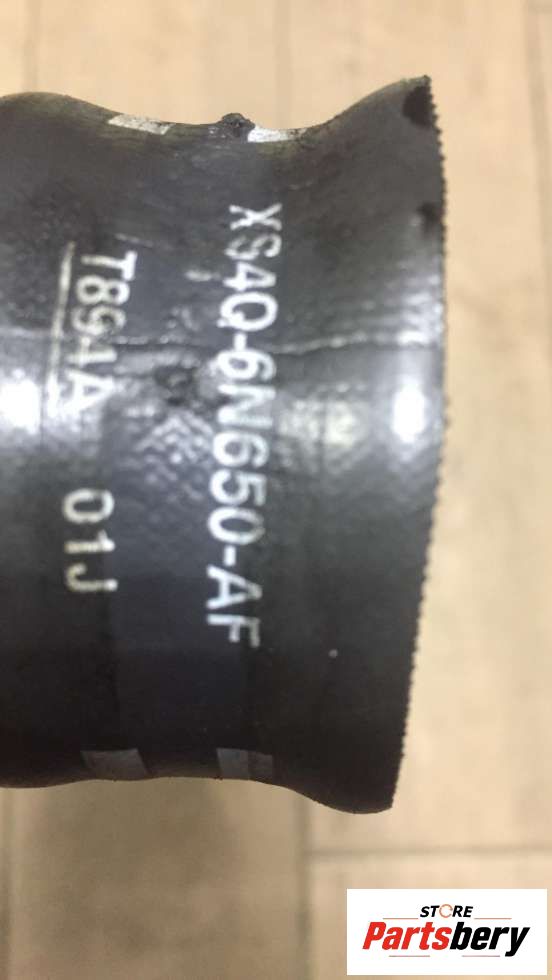 XS4Q-6N650-AF
T894A 01J
STORE
Partsbery